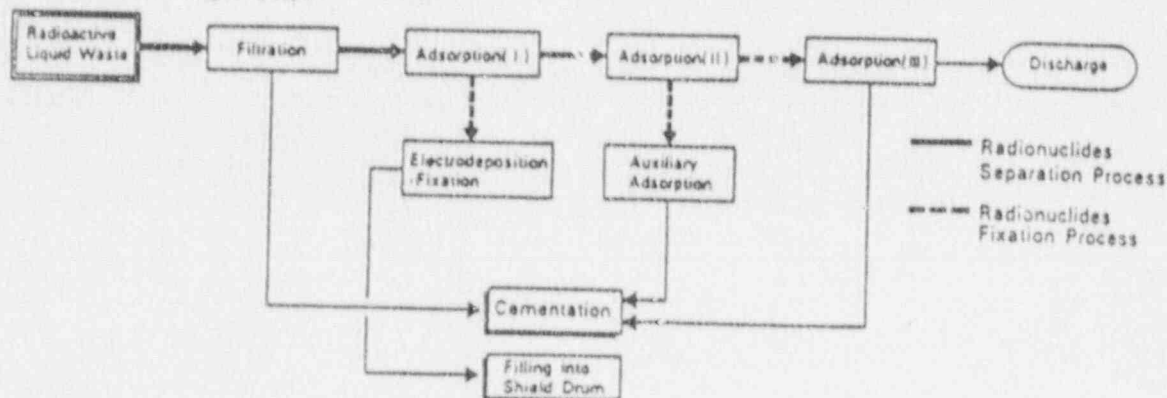 Radioactive
Liquid Waste
Filtration
Adsorption(I)
Adsorption(II)
Adsorption(III)
Discharge
Electrodeposition
-Fixation
Auxiliary
Adsorption
Radionuclides
Separation Process
Radionuclides
Fixation Process
Cementation
Filling into
Shield Drum